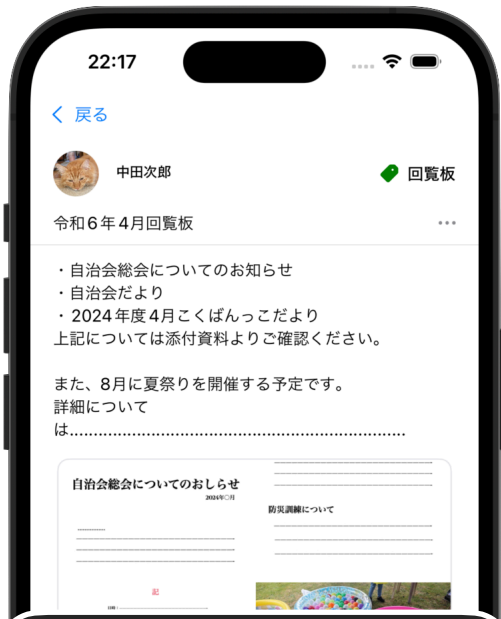 22:17
戻る
中田次郎
回覧板
令和6年4月回覧板
・自治会総会についてのお知らせ
・自治会だより
・2024年度4月こくばんっこだより
上記については添付資料よりご確認ください。
また、8月に夏祭りを開催する予定です。
詳細について
は......................................................................
自治会総会についてのおしらせ
2024年○月
記
日時:
防災訓練について